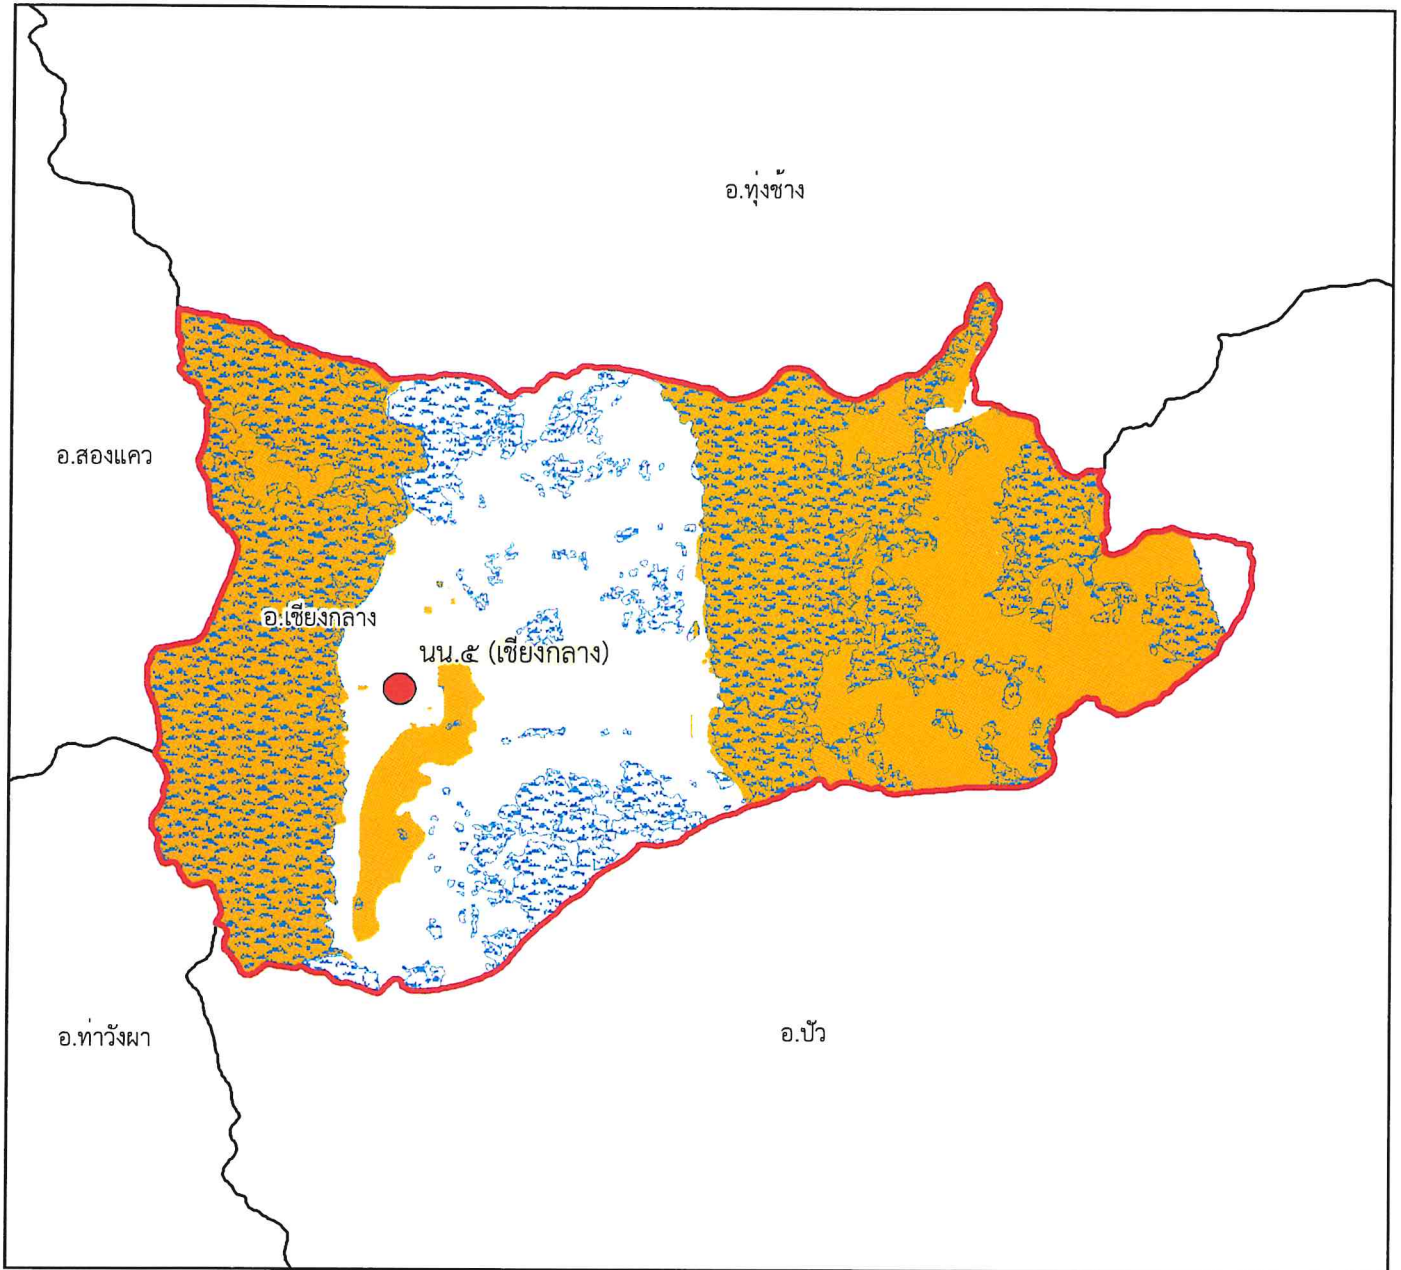 อ.ทุ่งช้าง
อ.สองแคว
อ.เชียงกลาง
นน.๕ (เชียงกลาง)
อ.ท่าวังผา
อ.ปัว